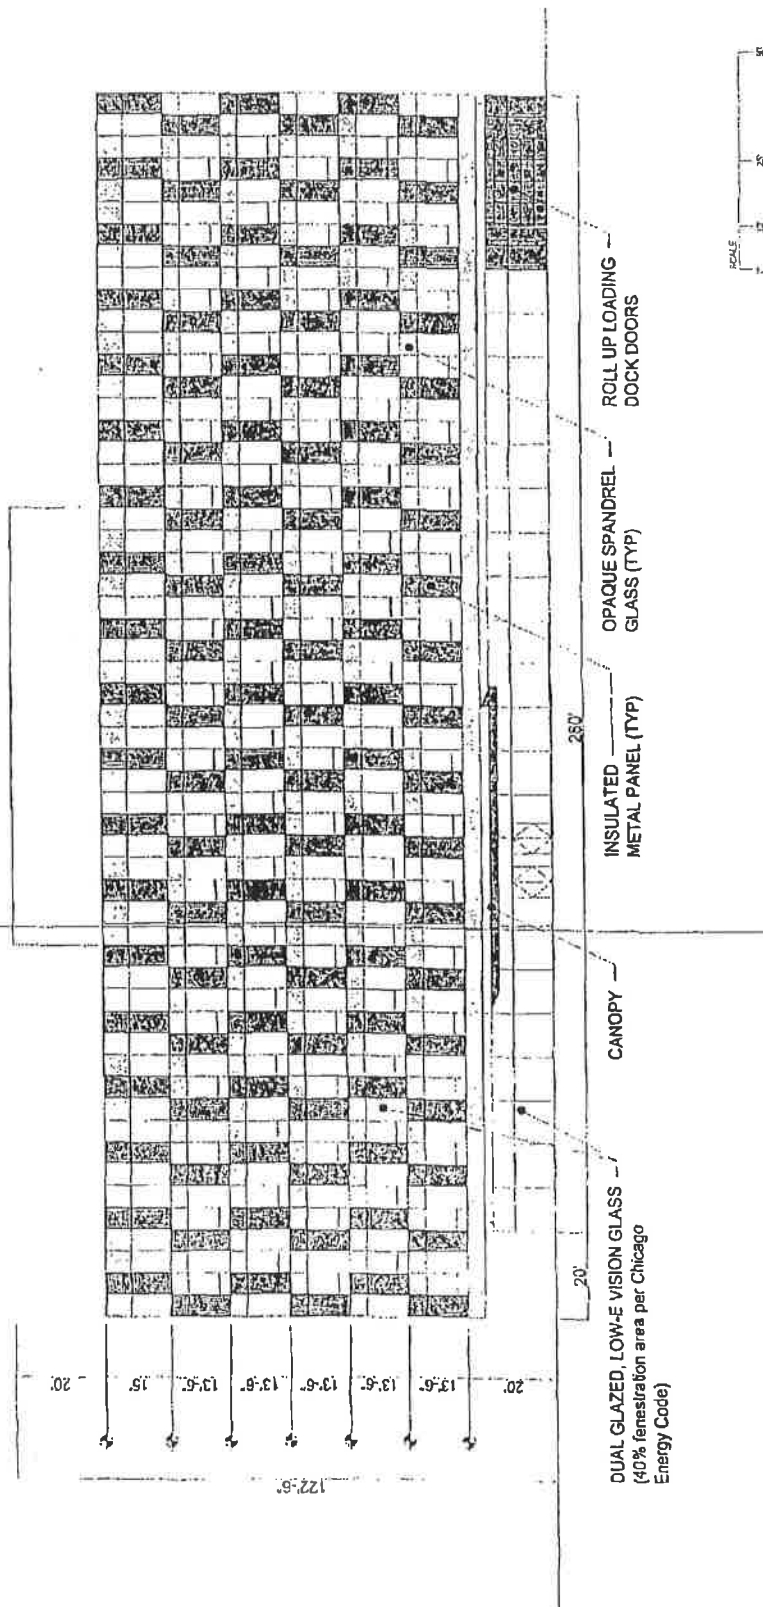 20'
15'
13'-6"
13'-6"
13'-6"
13'-6"
13'-6"
20'
122'-6"
20'
260'
DUAL GLAZED, LOW-E VISION GLASS
(40% fenestration area per Chicago
Energy Code)
CANOPY
INSULATED
METAL PANEL (TYP)
OPAQUE SPANDREL
GLASS (TYP)
ROLL UP LOADING
DOCK DOORS
SCALE